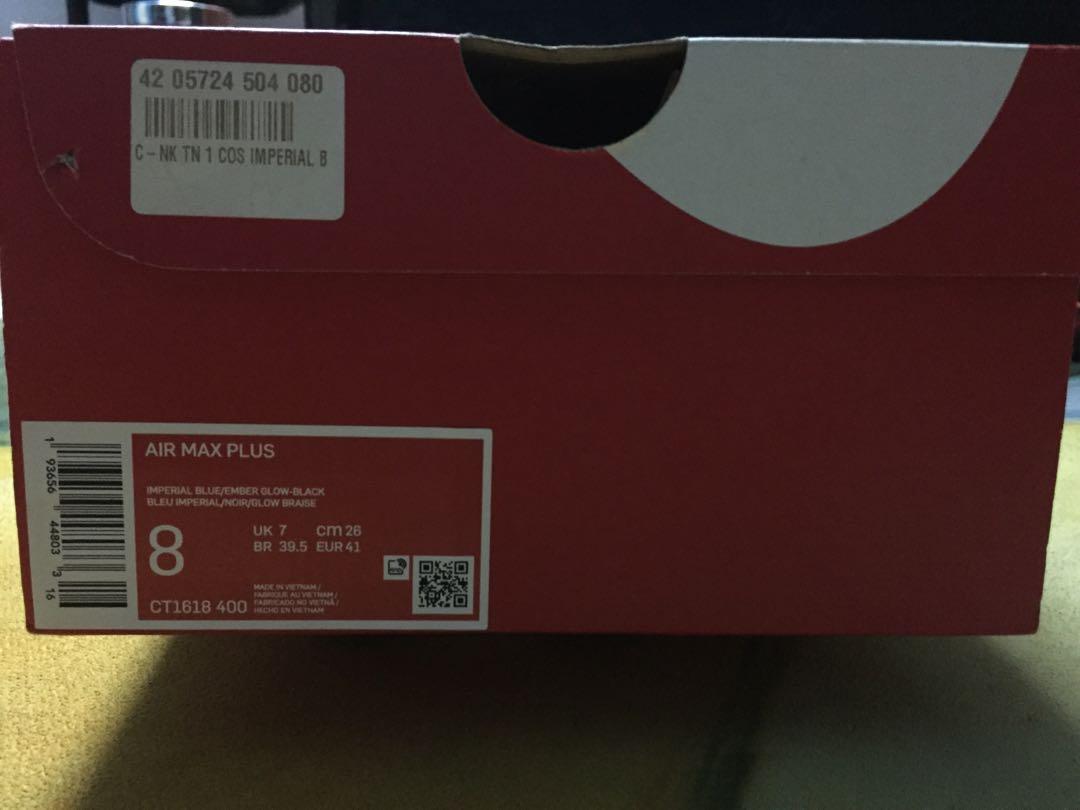 42 05724 504 080
C - NK TN 1 COS IMPERIAL B
AIR MAX PLUS
IMPERIAL BLUE/EMBER GLOW-BLACK
BLEU IMPERIAL/NOIR/GLOW BRAISE
8
UK 7 cm 26
BR 39.5 EUR 41
MADE IN VIETNAM /
FABRIQUE AU VIETNAM /
FABRICADO NO VIETNÃ /
HECHO EN VIETNAM
CT1618 400
1 93656 44803 3 16